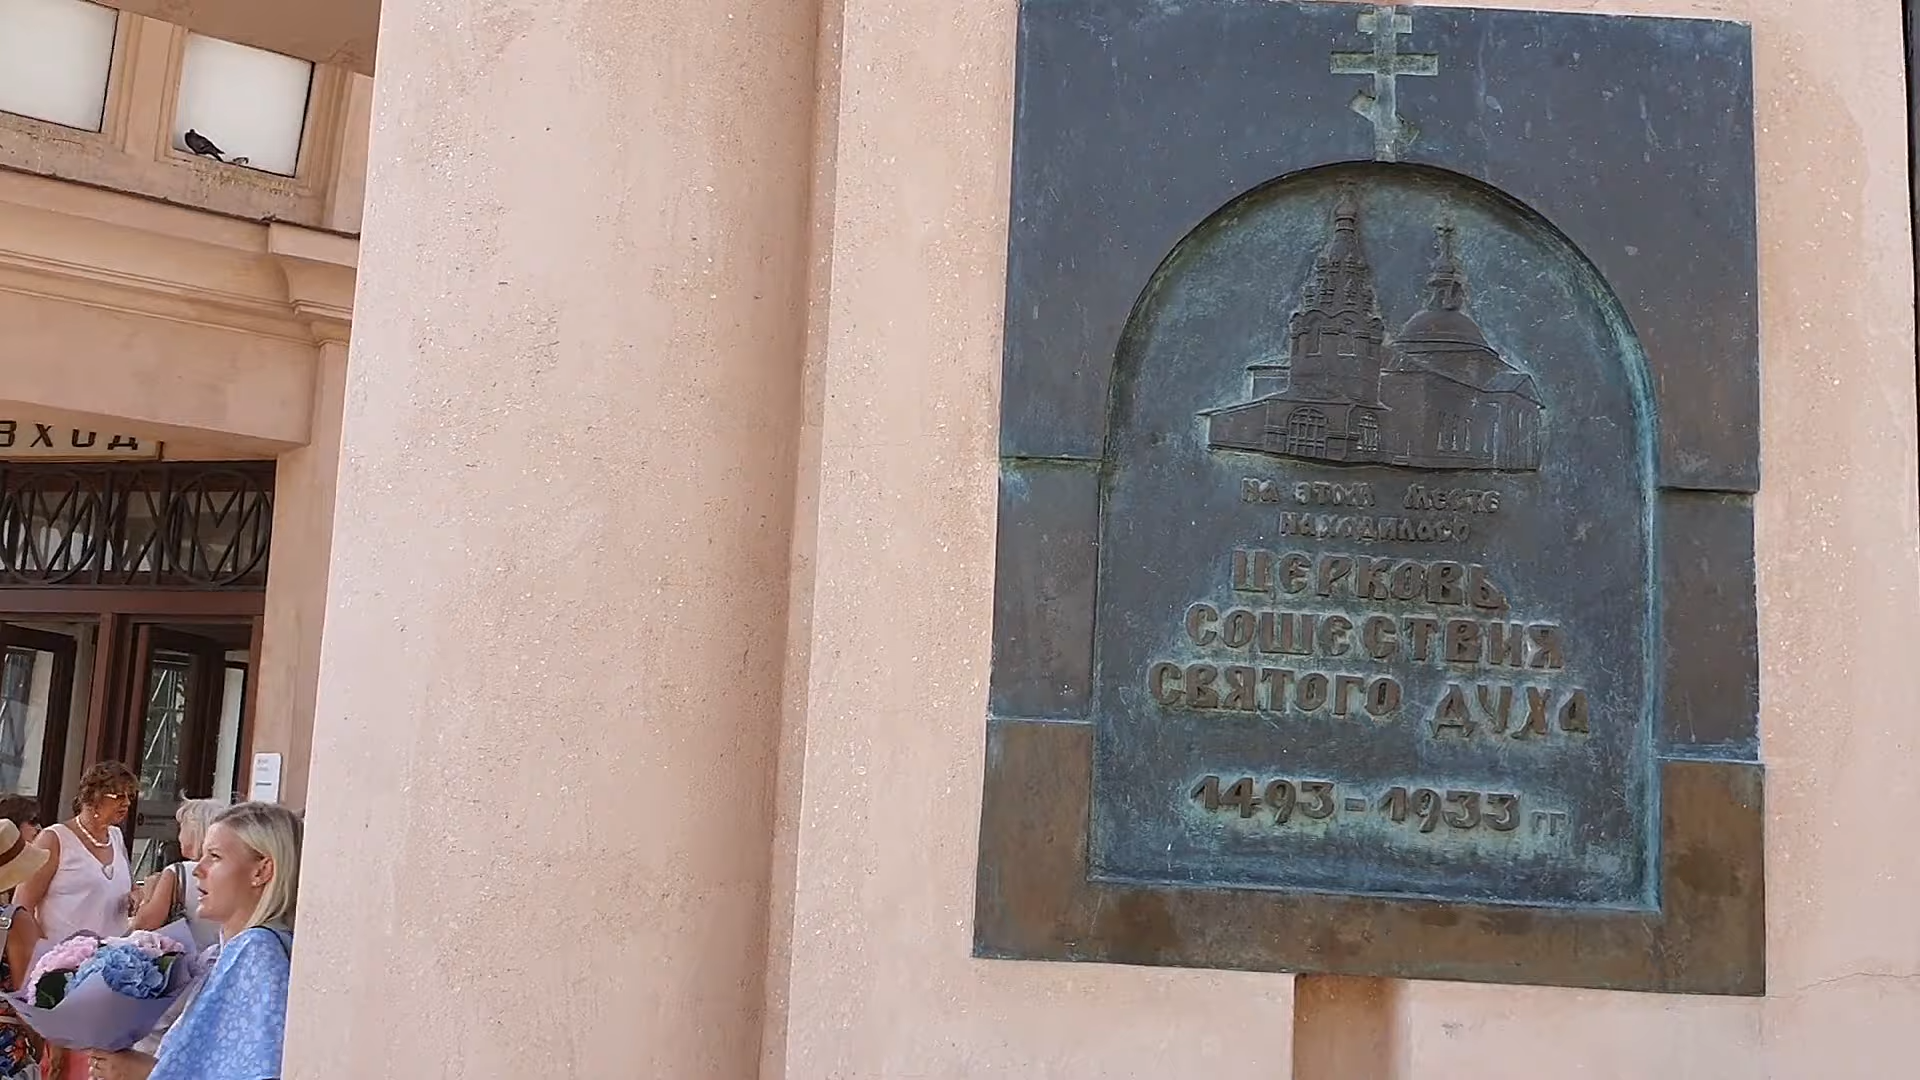 ВХОД
НА ЭТОМ МЕСТЕ
НАХОДИЛАСЬ
ЦЕРКОВЬ
СОШЕСТВИЯ
СВЯТОГО ДУХА
1493-1933 гг